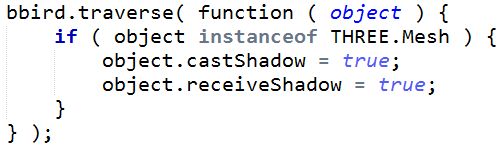 bbird.traverse( function ( object ) {
    if ( object instanceof THREE.Mesh ) {
        object.castShadow = true;
        object.receiveShadow = true;
    }
} );